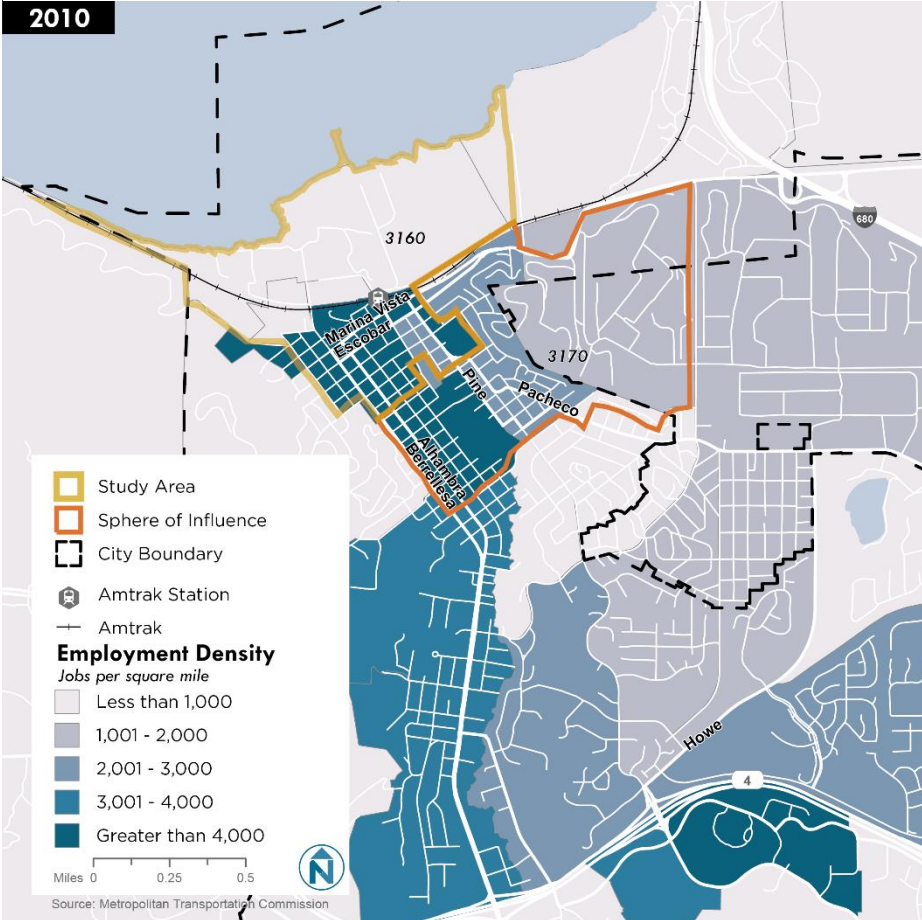 2010
680
3160
Marina Vista
Escobar
3170
Pine
Pacheco
Alhambra
Berrellesa
Howe
4
Study Area
Sphere of Influence
City Boundary
Amtrak Station
Amtrak
Employment Density
Jobs per square mile
Less than 1,000
1,001 - 2,000
2,001 - 3,000
3,001 - 4,000
Greater than 4,000
Miles 0 0.25 0.5
N
Source: Metropolitan Transportation Commission